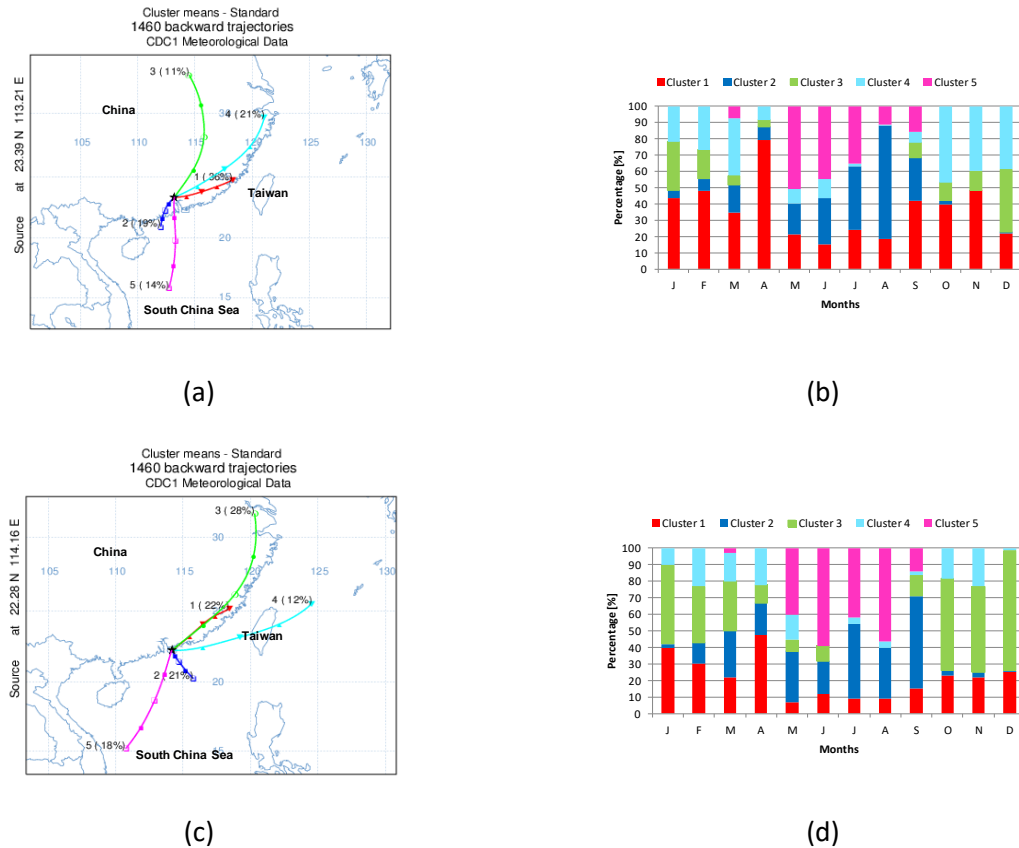 Cluster means - Standard
1460 backward trajectories
CDC1 Meteorological Data
Source ★ at 23.39 N 113.21 E
3 ( 11%)
China
4 ( 21%)
105
110
115
120
125
130
1 ( 36%)
Taiwan
2 ( 19%)
20
5 ( 14%)
15
South China Sea
(a)
Cluster 1 Cluster 2 Cluster 3 Cluster 4 Cluster 5
Percentage [%]
100
90
80
70
60
50
40
30
20
10
0
J F M A M J J A S O N D
Months
(b)
Cluster means - Standard
1460 backward trajectories
CDC1 Meteorological Data
Source at 22.28 N 114.16 E
3 ( 28%)
30
China
105
110
115
120
125
1 ( 22%)
4 ( 12%)
Taiwan
2 ( 21%)
20
5 ( 18%)
15
South China Sea
(c)
Cluster 1 Cluster 2 Cluster 3 Cluster 4 Cluster 5
Percentage [%]
100
90
80
70
60
50
40
30
20
10
0
J F M A M J J A S O N D
Months
(d)